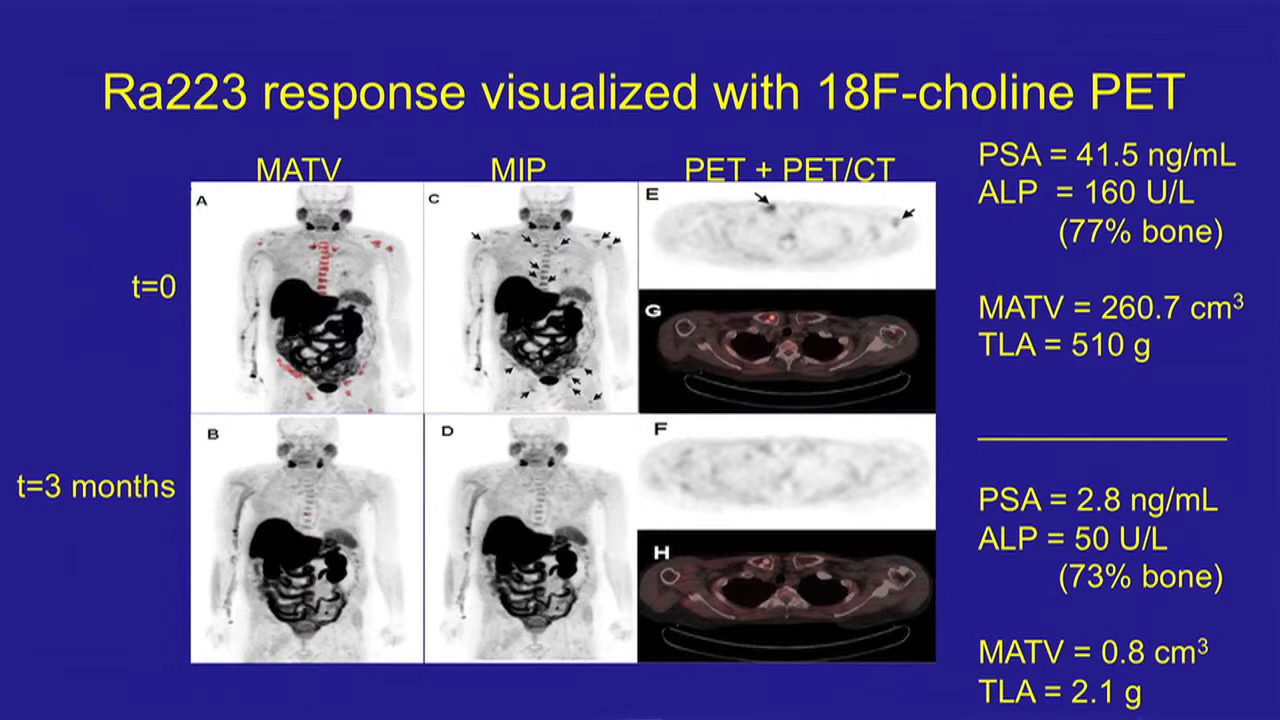 Ra223 response visualized with 18F-choline PET
MATV
MIP
PET + PET/CT
t=0
A
C
E
G
PSA = 41.5 ng/mL
ALP = 160 U/L
(77% bone)
MATV = 260.7 cm³
TLA = 510 g
t=3 months
B
D
F
H
PSA = 2.8 ng/mL
ALP = 50 U/L
(73% bone)
MATV = 0.8 cm³
TLA = 2.1 g